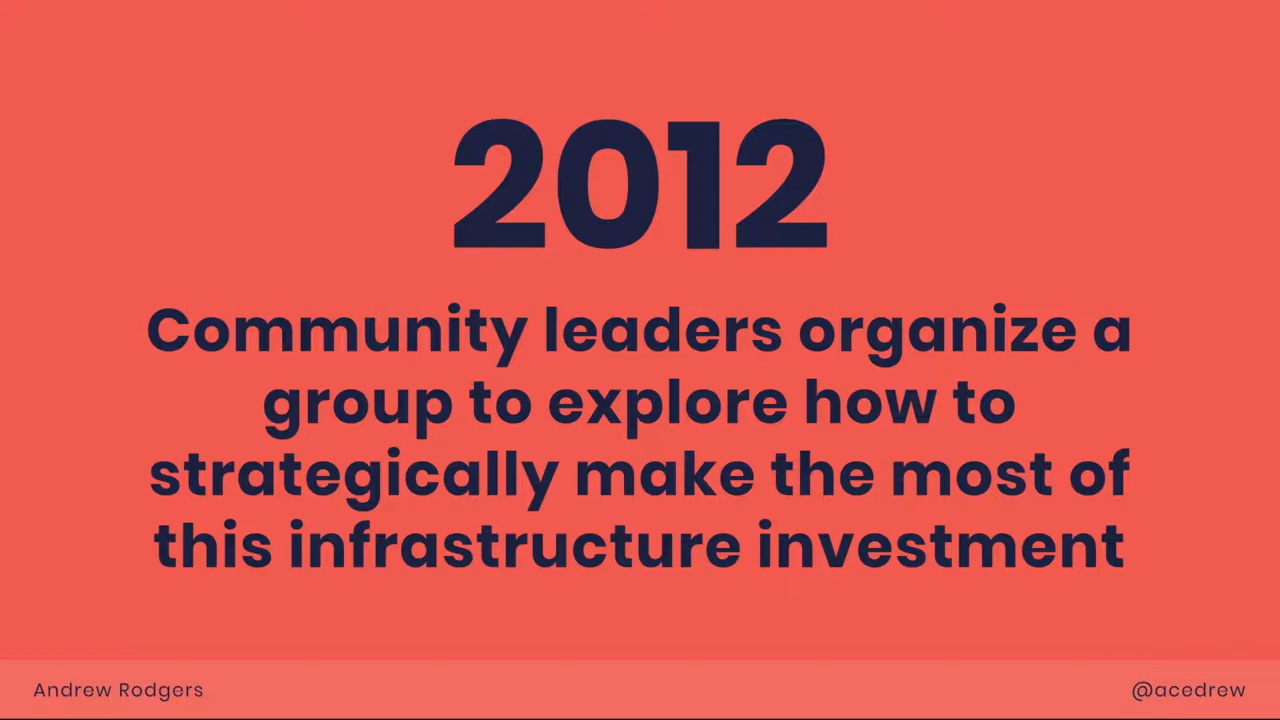 2012
Community leaders organize a
group to explore how to
strategically make the most of
this infrastructure investment
Andrew Rodgers
@acedrew